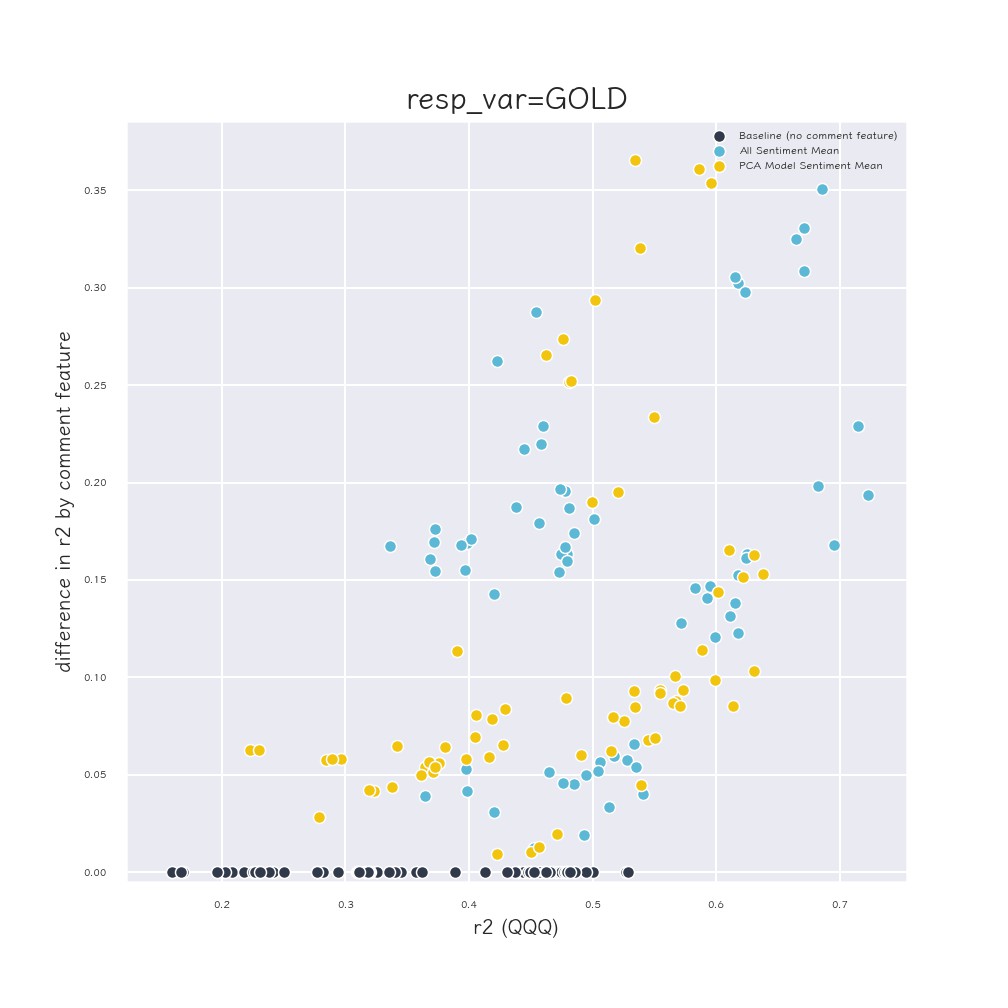 resp_var=GOLD
Baseline (no comment feature)
All Sentiment Mean
PCA Model Sentiment Mean
difference in r2 by comment feature
0.35
0.30
0.25
0.20
0.15
0.10
0.05
0.00
0.2 0.3 0.4 0.5 0.6 0.7
r2 (QQQ)